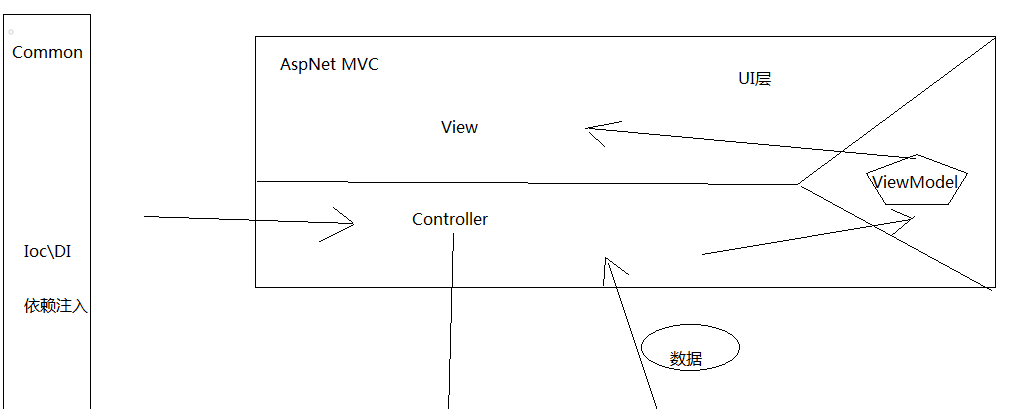 Common
AspNet MVC
UI层
View
ViewModel
Controller
Ioc\DI
依赖注入
数据